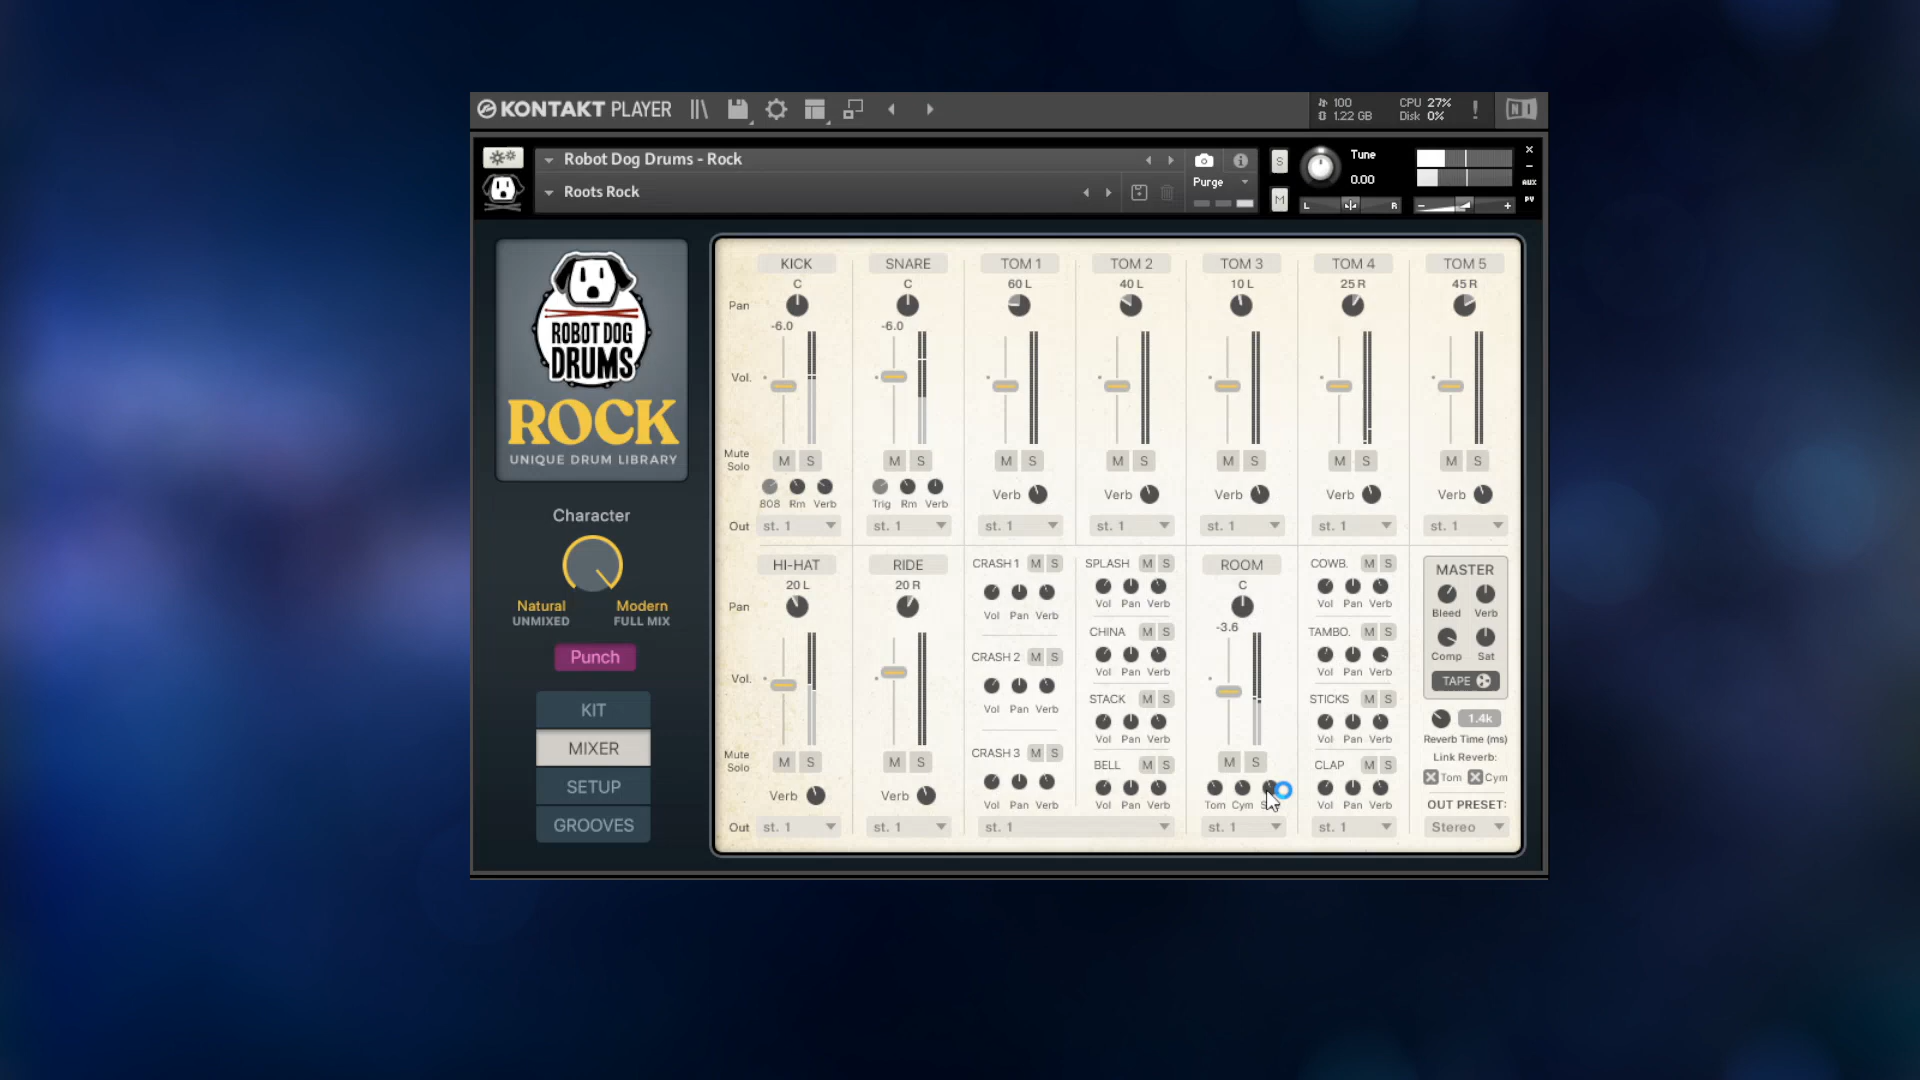 KONTAKT PLAYER
100
1.22 GB
CPU 27%
Disk 0%
!
NI
Robot Dog Drums - Rock
Roots Rock
Purge
S
M
Tune
0.00
L R
- +
AUX
PV
ROBOT DOG
DRUMS
ROCK
UNIQUE DRUM LIBRARY
Character
Natural Modern
UNMIXED FULL MIX
Punch
KIT
MIXER
SETUP
GROOVES
KICK SNARE TOM 1 TOM 2 TOM 3 TOM 4 TOM 5
C C 60 L 40 L 10 L 25 R 45 R
Pan
-6.0 -6.0
Vol.
Mute
Solo
M S M S M S M S M S M S M S
808 Rm Verb Trig Rm Verb Verb Verb Verb Verb Verb
Out st. 1 st. 1 st. 1 st. 1 st. 1 st. 1 st. 1
HI-HAT RIDE
20 L 20 R
Pan
Vol.
Mute
Solo
M S M S
Verb Verb
Out st. 1 st. 1
CRASH 1 M S
Vol Pan Verb
CRASH 2 M S
Vol Pan Verb
CRASH 3 M S
Vol Pan Verb
st. 1
SPLASH M S
Vol Pan Verb
CHINA M S
Vol Pan Verb
STACK M S
Vol Pan Verb
BELL M S
Vol Pan Verb
ROOM
C
-3.6
M S
Tom Cym
st. 1
COWB. M S
Vol Pan Verb
TAMBO. M S
Vol Pan Verb
STICKS M S
Vol Pan Verb
CLAP M S
Vol Pan Verb
st. 1
MASTER
Bleed Verb
Comp Sat
TAPE
1.4k
Reverb Time (ms)
Link Reverb:
Tom Cym
OUT PRESET:
Stereo